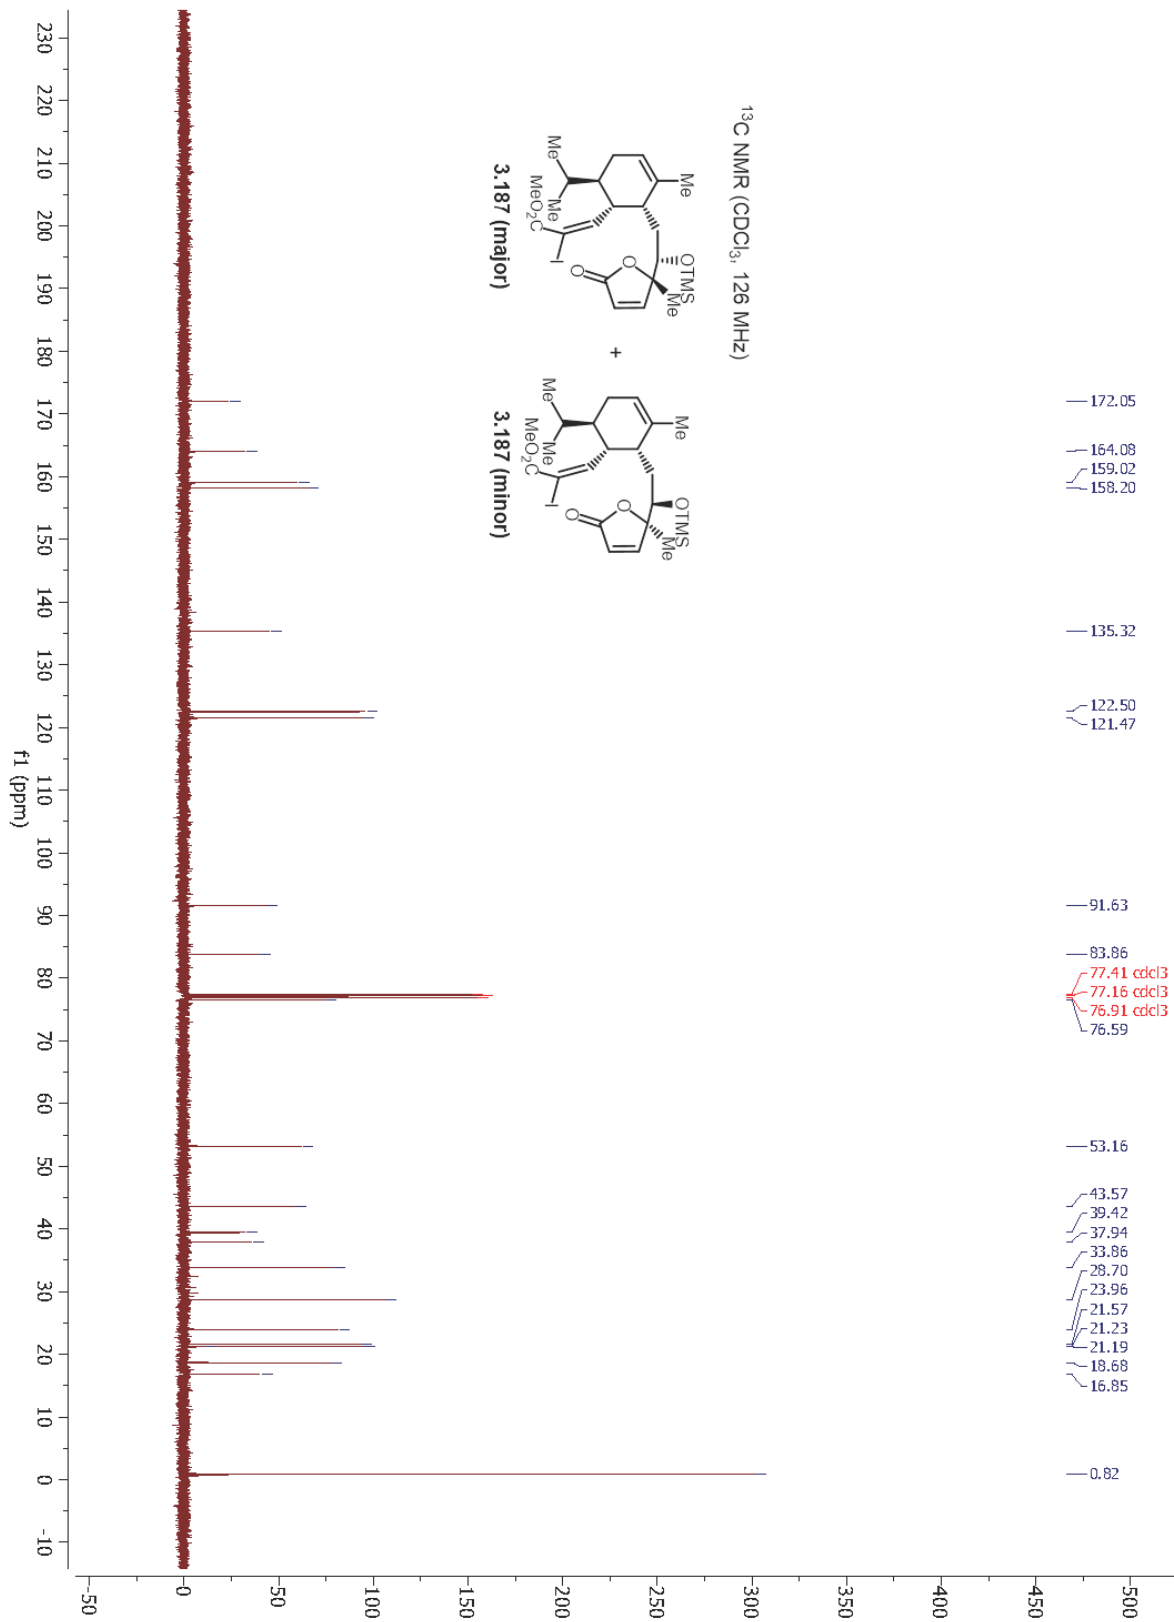 ¹³C NMR (CDCl₃, 126 MHz)
Me
OTMS
Me
O
O
I
Me
Me
MeO₂C
3.187 (major)
+
Me
OTMS
Me
O
O
I
Me
Me
MeO₂C
3.187 (minor)
172.05
164.08
159.02
158.20
135.32
122.50
121.47
91.63
83.86
77.41 cdcl3
77.16 cdcl3
76.91 cdcl3
76.59
53.16
43.57
39.42
37.94
33.86
28.70
23.96
21.57
21.23
21.19
18.68
16.85
0.82
500
450
400
350
300
250
200
150
100
50
0
-50
230 220 210 200 190 180 170 160 150 140 130 120 110 100 90 80 70 60 50 40 30 20 10 0 -10
f1 (ppm)